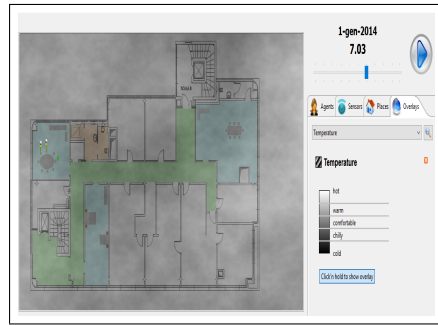 1-gen-2014
7.03
Agents Sensors Places Overlays
Temperature
Temperature
hot
warm
comfortable
chilly
cold
Click'n hold to show overlay